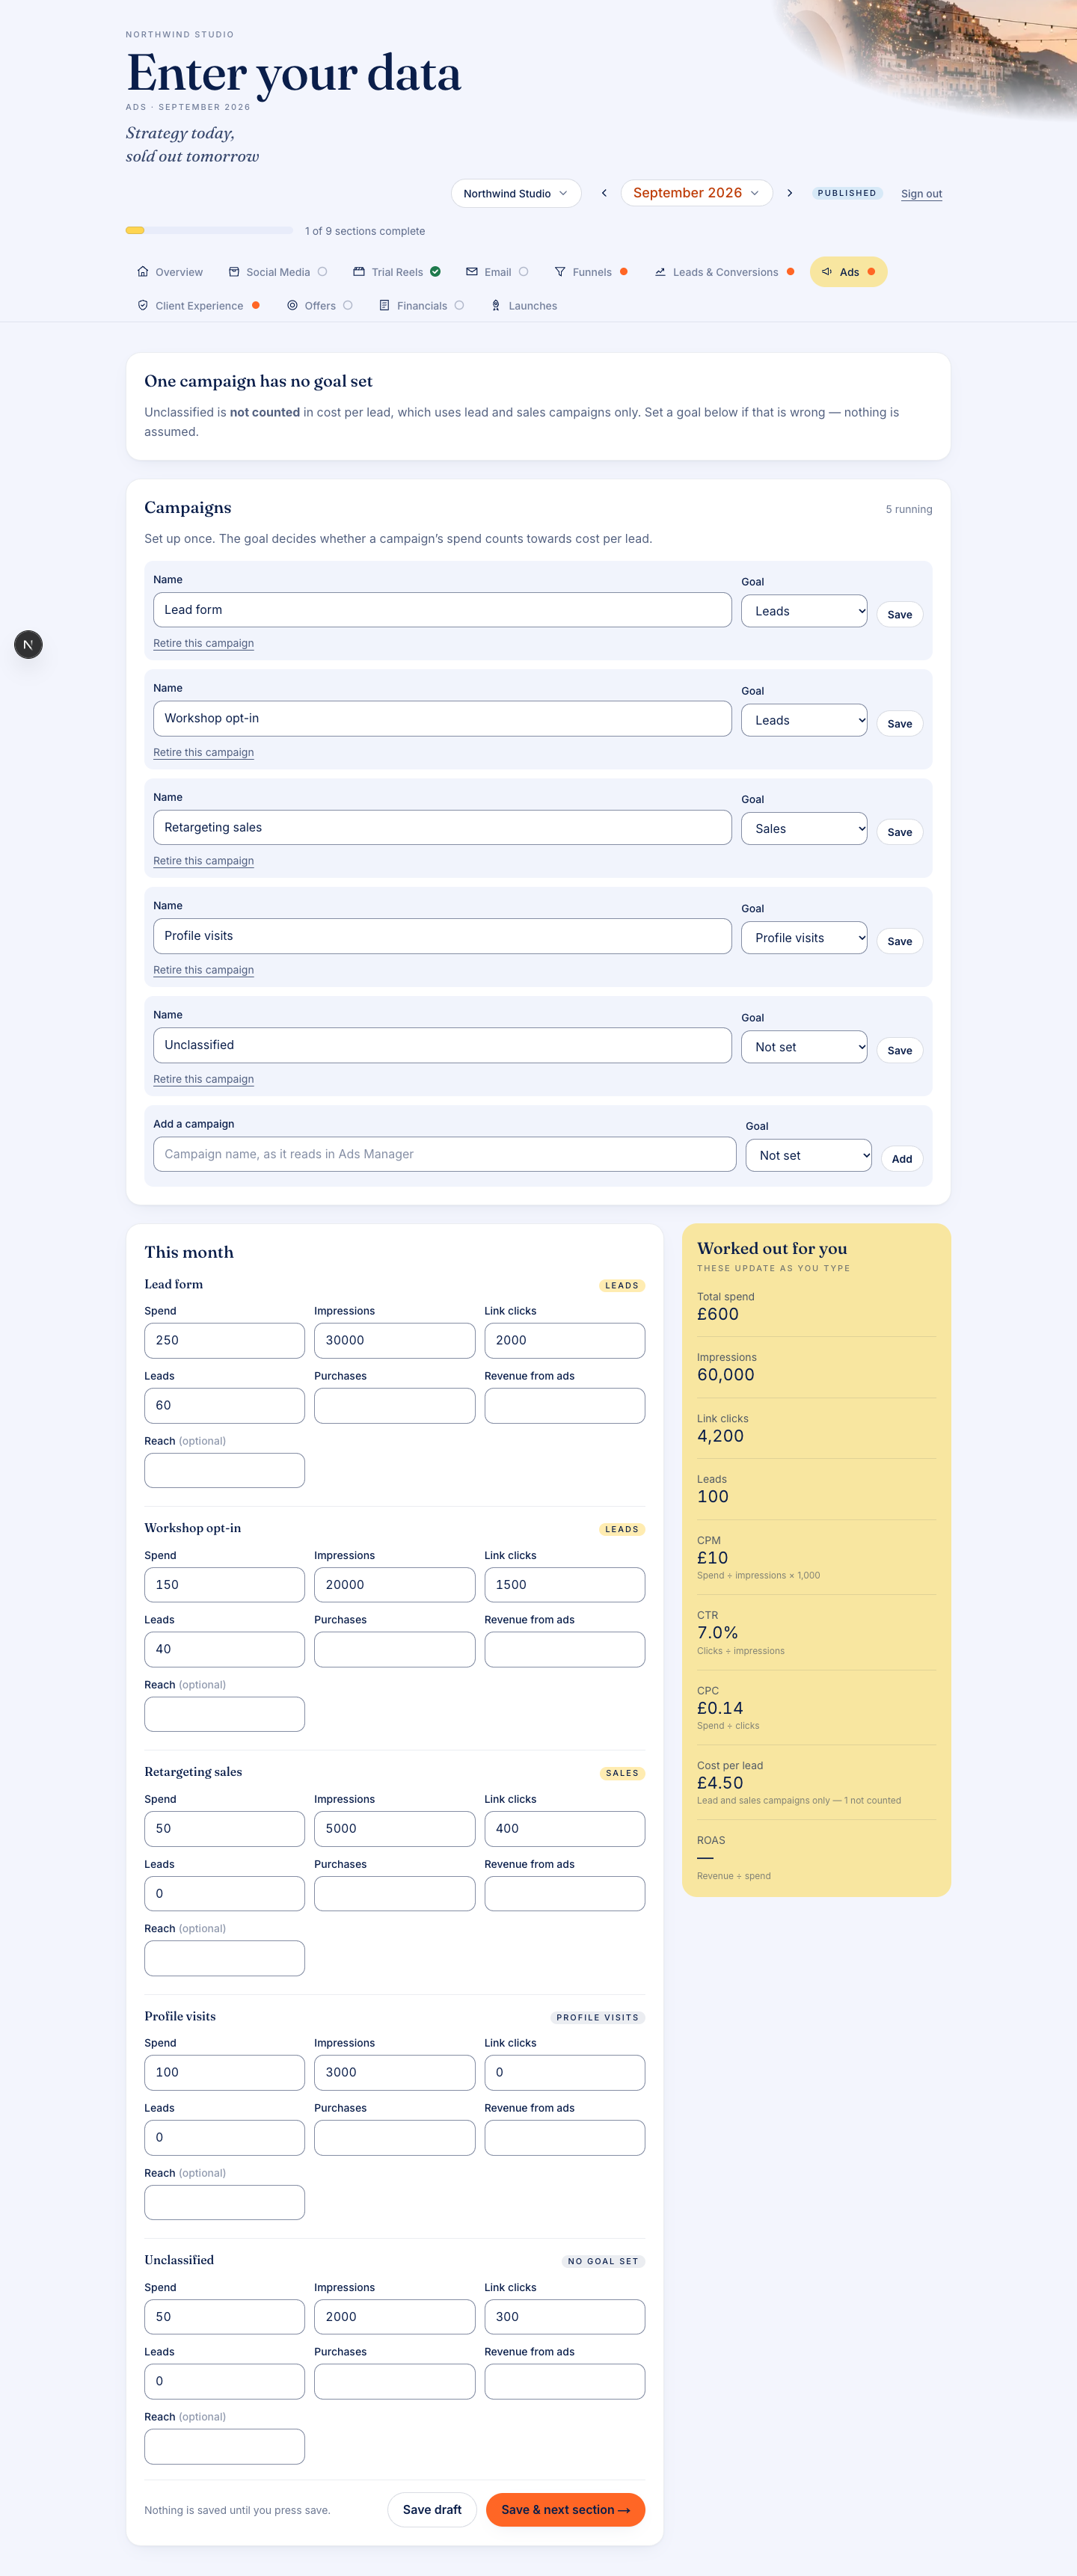 NORTHWIND STUDIO
Enter your data
ADS · SEPTEMBER 2026
Strategy today,
sold out tomorrow
Northwind Studio
September 2026
PUBLISHED
Sign out
1 of 9 sections complete
Overview
Social Media
Trial Reels
Email
Funnels
Leads & Conversions
Ads
Client Experience
Offers
Financials
Launches
One campaign has no goal set
Unclassified is not counted in cost per lead, which uses lead and sales campaigns only. Set a goal below if that is wrong — nothing is
assumed.
Campaigns
5 running
Set up once. The goal decides whether a campaign’s spend counts towards cost per lead.
Name
Goal
Lead form
Leads
Save
Retire this campaign
Name
Goal
Workshop opt-in
Leads
Save
Retire this campaign
Name
Goal
Retargeting sales
Sales
Save
Retire this campaign
Name
Goal
Profile visits
Profile visits
Save
Retire this campaign
Name
Goal
Unclassified
Not set
Save
Retire this campaign
Add a campaign
Goal
Campaign name, as it reads in Ads Manager
Not set
Add
This month
Lead form
LEADS
Spend
Impressions
Link clicks
250
30000
2000
Leads
Purchases
Revenue from ads
60
Reach (optional)
Workshop opt-in
LEADS
Spend
Impressions
Link clicks
150
20000
1500
Leads
Purchases
Revenue from ads
40
Reach (optional)
Retargeting sales
SALES
Spend
Impressions
Link clicks
50
5000
400
Leads
Purchases
Revenue from ads
0
Reach (optional)
Profile visits
PROFILE VISITS
Spend
Impressions
Link clicks
100
3000
0
Leads
Purchases
Revenue from ads
0
Reach (optional)
Unclassified
NO GOAL SET
Spend
Impressions
Link clicks
50
2000
300
Leads
Purchases
Revenue from ads
0
Reach (optional)
Nothing is saved until you press save.
Save draft
Save & next section →
Worked out for you
THESE UPDATE AS YOU TYPE
Total spend
£600
Impressions
60,000
Link clicks
4,200
Leads
100
CPM
£10
Spend ÷ impressions × 1,000
CTR
7.0%
Clicks ÷ impressions
CPC
£0.14
Spend ÷ clicks
Cost per lead
£4.50
Lead and sales campaigns only — 1 not counted
ROAS
—
Revenue ÷ spend